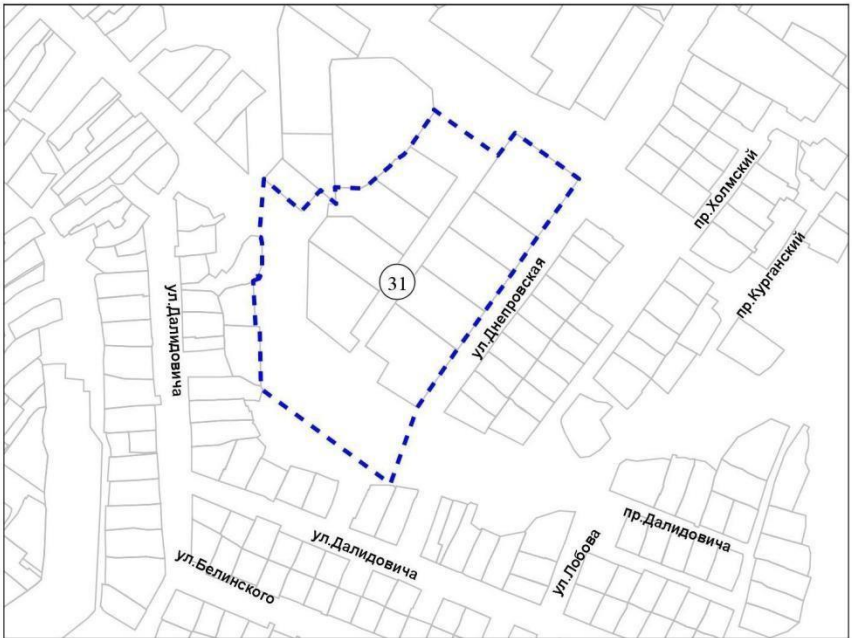 пр.Холмский
пр.Курганский
31
ул.Днепровская
ул.Далидовича
пр.Далидовича
ул.Далидовича
ул.Лобова
ул.Белинского